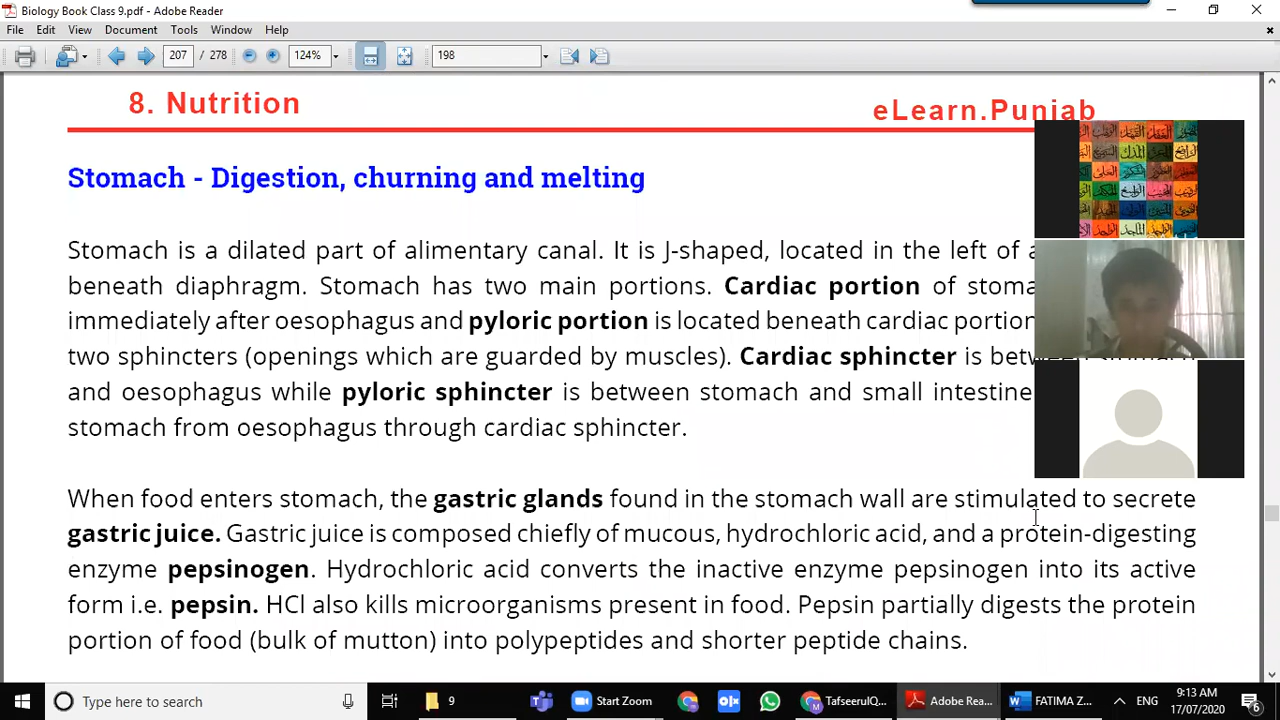 Biology Book Class 9.pdf - Adobe Reader
File Edit View Document Tools Window Help
207 / 278 124% 198
8. Nutrition eLearn.Punjab
Stomach - Digestion, churning and melting
Stomach is a dilated part of alimentary canal. It is J-shaped, located in the left of
beneath diaphragm. Stomach has two main portions. Cardiac portion of
immediately after oesophagus and pyloric portion is located beneath cardiac portion
two sphincters (openings which are guarded by muscles). Cardiac sphincter is between stomach
and oesophagus while pyloric sphincter is between stomach and small intestine
stomach from oesophagus through cardiac sphincter.
When food enters stomach, the gastric glands found in the stomach wall are stimulated to secrete
gastric juice. Gastric juice is composed chiefly of mucous, hydrochloric acid, and a protein-digesting
enzyme pepsinogen. Hydrochloric acid converts the inactive enzyme pepsinogen into its active
form i.e. pepsin. HCl also kills microorganisms present in food. Pepsin partially digests the protein
portion of food (bulk of mutton) into polypeptides and shorter peptide chains.
Type here to search 9 Start Zoom TafseerulQ... Adobe Rea... FATIMA Z... ENG 9:13 AM
17/07/2020 6